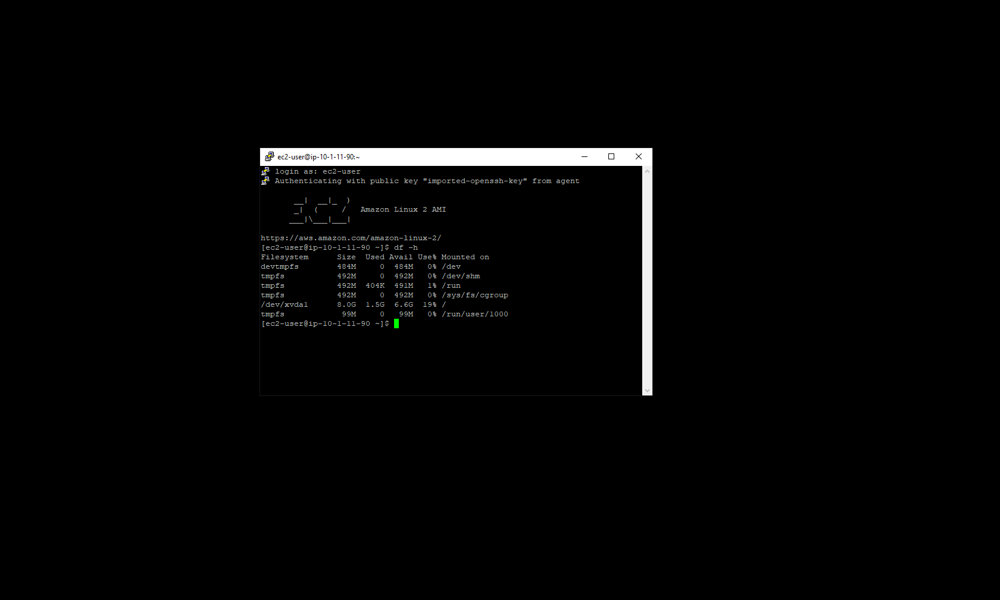 ec2-user@ip-10-1-11-90:~
login as: ec2-user
Authenticating with public key "imported-openssh-key" from agent
       __|  __|_  )
       _|  (     /   Amazon Linux 2 AMI
      ___|\___|___|
https://aws.amazon.com/amazon-linux-2/
[ec2-user@ip-10-1-11-90 ~]$ df -h
Filesystem      Size  Used Avail Use% Mounted on
devtmpfs        484M     0  484M   0% /dev
tmpfs           492M     0  492M   0% /dev/shm
tmpfs           492M  404K  491M   1% /run
tmpfs           492M     0  492M   0% /sys/fs/cgroup
/dev/xvda1      8.0G  1.5G  6.6G  19% /
tmpfs            99M     0   99M   0% /run/user/1000
[ec2-user@ip-10-1-11-90 ~]$